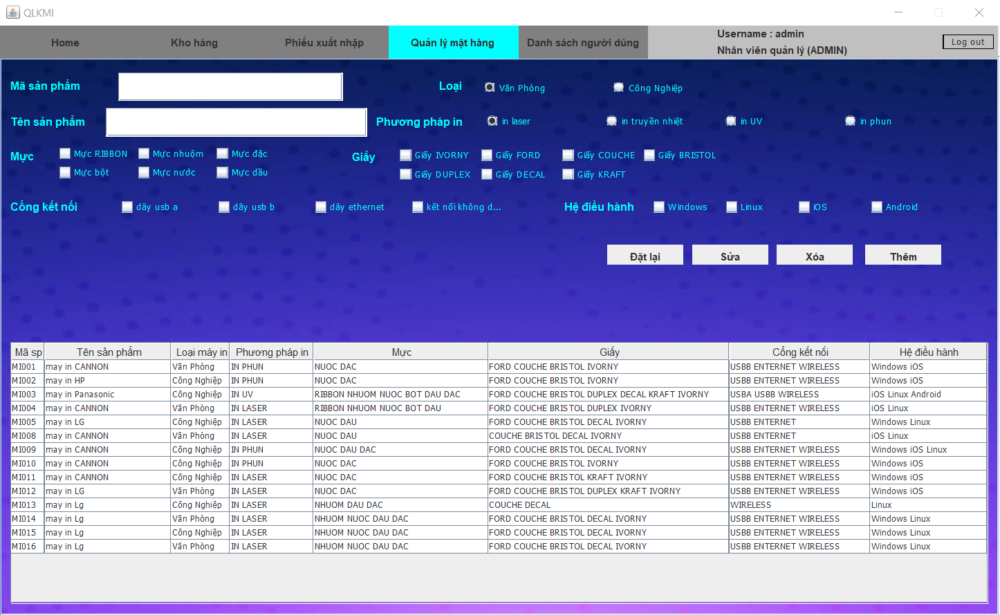 QLKMI
Home Kho hàng Phiếu xuất nhập Quản lý mặt hàng Danh sách người dùng
Username : admin
Nhân viên quản lý (ADMIN)
Log out
Mã sản phẩm
Loại Văn Phòng Công Nghiệp
Tên sản phẩm
Phương pháp in in laser in truyền nhiệt in UV in phun
Mực Mực RIBBON Mực nhuộm Mực đặc
Mực bột Mực nước Mực dầu
Giấy Giấy IVORNY Giấy FORD Giấy COUCHE Giấy BRISTOL
Giấy DUPLEX Giấy DECAL Giấy KRAFT
Cổng kết nối dây usb a dây usb b dây ethernet kết nối không d...
Hệ điều hành Windows Linux iOS Android
Đặt lại Sửa Xóa Thêm
Mã sp Tên sản phẩm Loại máy in Phương pháp in Mực Giấy Cổng kết nối Hệ điều hành
MI001 may in CANNON Văn Phòng IN PHUN NUOC DAC FORD COUCHE BRISTOL IVORNY USBB ENTERNET WIRELESS Windows iOS
MI002 may in HP Công Nghiệp IN PHUN NUOC DAC FORD COUCHE BRISTOL IVORNY USBB ENTERNET WIRELESS Windows iOS
MI003 may in Panasonic Công Nghiệp IN UV RIBBON NHUOM NUOC BOT DAU DAC FORD COUCHE BRISTOL DUPLEX DECAL KRAFT IVORNY USBA USBB WIRELESS iOS Linux Android
MI004 may in CANNON Văn Phòng IN LASER RIBBON NHUOM NUOC BOT DAU FORD COUCHE BRISTOL DUPLEX IVORNY USBB ENTERNET WIRELESS iOS Linux
MI005 may in LG Công Nghiệp IN LASER NUOC DAU FORD COUCHE BRISTOL DECAL IVORNY USBB ENTERNET Windows Linux
MI008 may in CANNON Văn Phòng IN LASER NUOC DAU COUCHE BRISTOL DECAL IVORNY USBB ENTERNET iOS Linux
MI009 may in CANNON Công Nghiệp IN PHUN NUOC DAU DAC FORD COUCHE BRISTOL DECAL IVORNY USBB ENTERNET WIRELESS Windows iOS Linux
MI010 may in CANNON Công Nghiệp IN PHUN NUOC DAC FORD COUCHE BRISTOL IVORNY USBB ENTERNET WIRELESS Windows iOS
MI011 may in CANNON Công Nghiệp IN LASER NUOC DAC FORD COUCHE BRISTOL KRAFT IVORNY USBB ENTERNET WIRELESS Windows iOS
MI012 may in LG Văn Phòng IN LASER NUOC DAC FORD COUCHE BRISTOL DUPLEX KRAFT IVORNY USBB ENTERNET WIRELESS Windows iOS
MI013 may in Lg Công Nghiệp IN LASER NHUOM DAU DAC COUCHE DECAL WIRELESS Linux
MI014 may in Lg Văn Phòng IN LASER NHUOM NUOC DAU DAC FORD COUCHE BRISTOL DECAL IVORNY USBB ENTERNET WIRELESS Windows Linux
MI015 may in Lg Công Nghiệp IN LASER NHUOM NUOC DAU DAC FORD COUCHE BRISTOL DECAL IVORNY USBB ENTERNET WIRELESS Windows Linux
MI016 may in Lg Văn Phòng IN LASER NHUOM NUOC DAU DAC FORD COUCHE BRISTOL DECAL IVORNY USBB ENTERNET WIRELESS Windows Linux